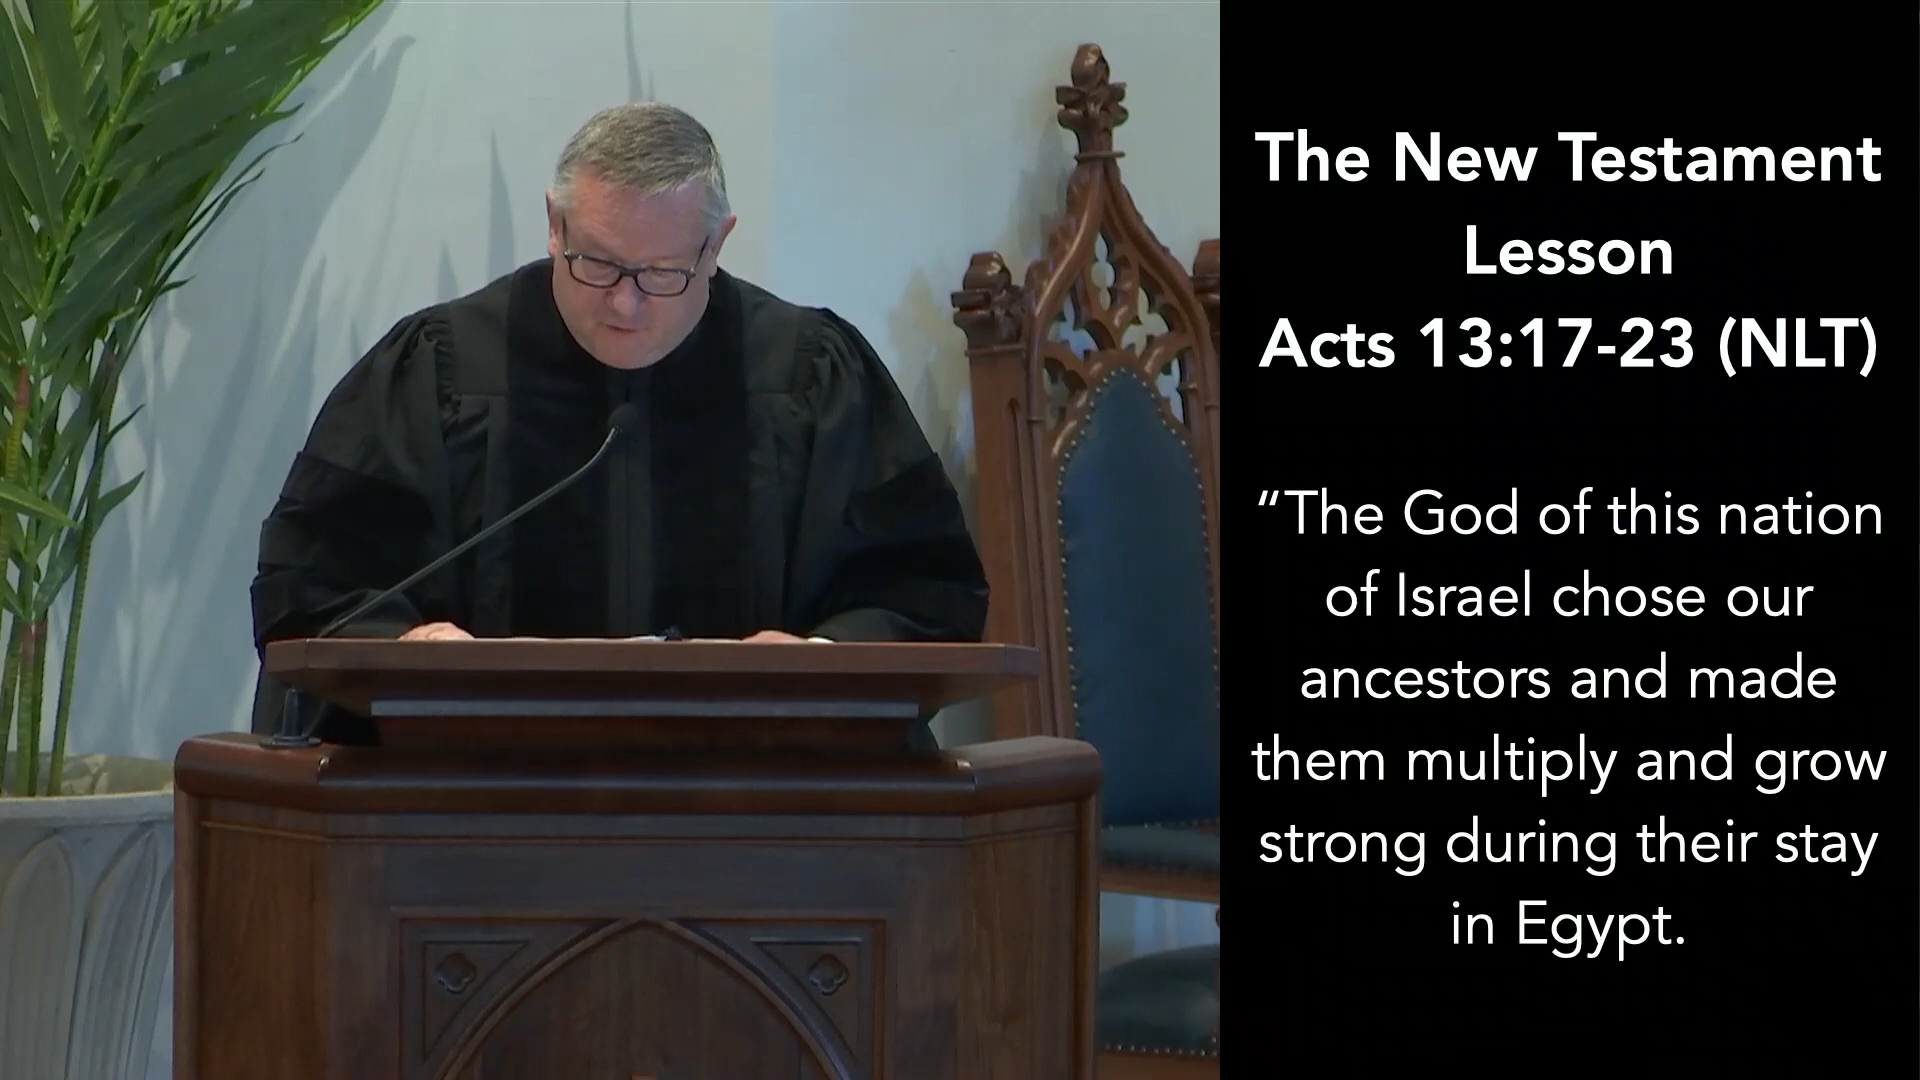 The New Testament
Lesson
Acts 13:17-23 (NLT)
“The God of this nation
of Israel chose our
ancestors and made
them multiply and grow
strong during their stay
in Egypt.